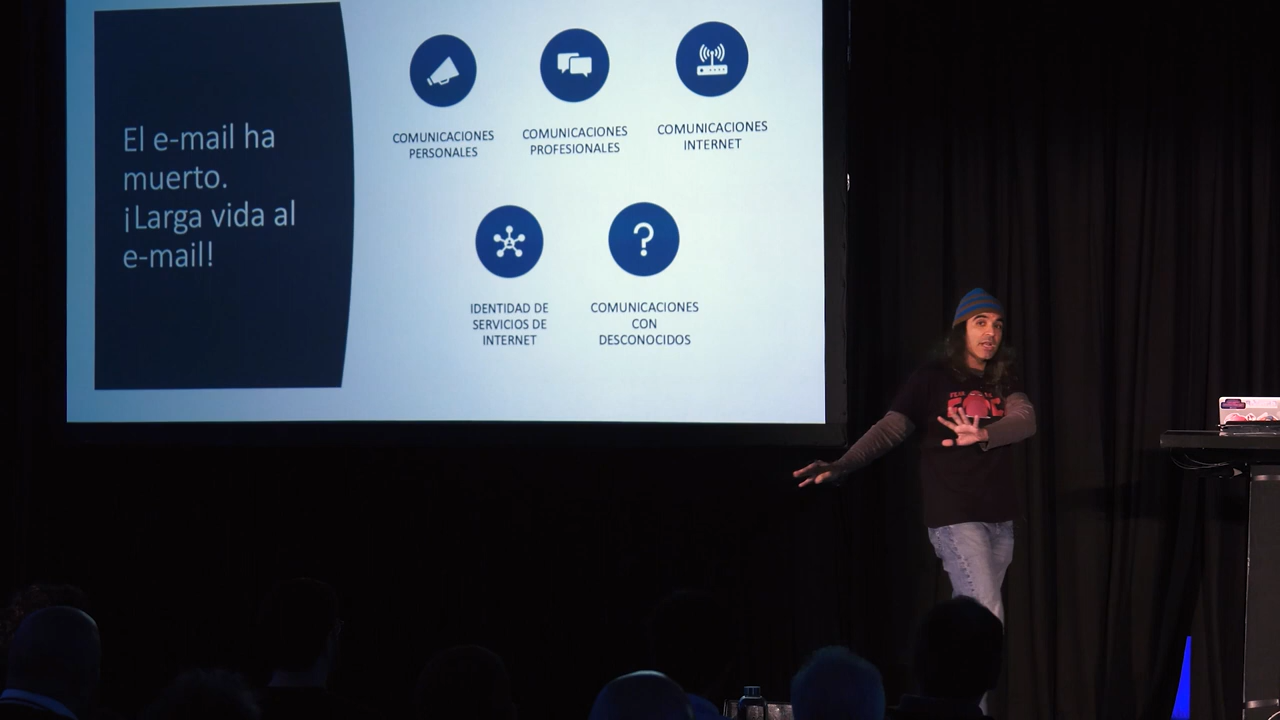 El e-mail ha
muerto.
¡Larga vida al
e-mail!
COMUNICACIONES
PERSONALES
COMUNICACIONES
PROFESIONALES
COMUNICACIONES
INTERNET
IDENTIDAD DE
SERVICIOS DE
INTERNET
COMUNICACIONES
CON
DESCONOCIDOS